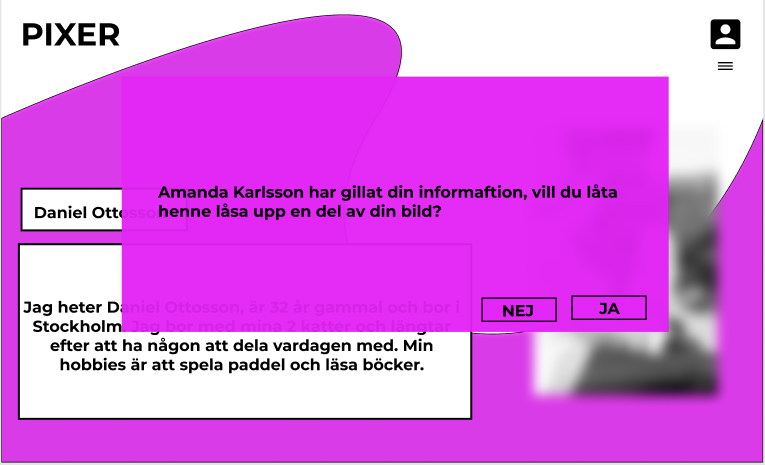 PIXER
Amanda Karlsson har gillat din informaftion, vill du låta
henne låsa upp en del av din bild?
Daniel Ottosson
Jag heter Daniel Ottosson, är 32 år gammal och bor i
Stockholm. Jag bor med mina 2 katter och längtar
efter att ha någon att dela vardagen med. Min
hobbies är att spela paddel och läsa böcker.
NEJ
JA